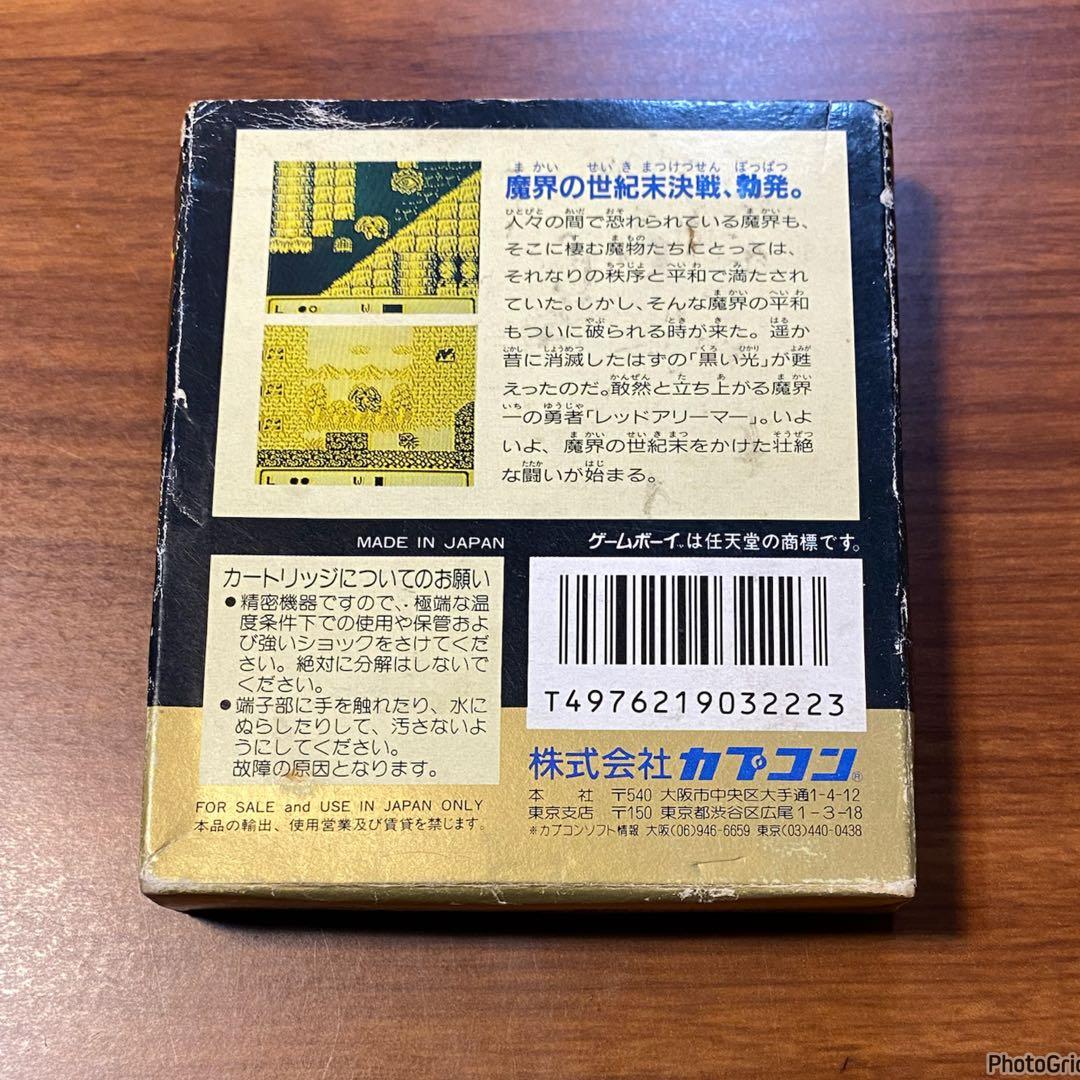 魔界の世紀末決戦、勃発。
人々の間で恐れられている魔界も、
そこに棲む魔物たちにとっては、
それなりの秩序と平和で満たされ
ていた。しかし、そんな魔界の平和
もついに破られる時が来た。遥か
昔に消滅したはずの「黒い光」が甦
えったのだ。敢然と立ち上がる魔界
一の勇者「レッドアリーマー」。いよ
いよ、魔界の世紀末をかけた壮絶
な闘いが始まる。
MADE IN JAPAN
ゲームボーイ™は任天堂の商標です。
カートリッジについてのお願い
●精密機器ですので、極端な温
度条件下での使用や保管およ
び強いショックをさけてくだ
さい。絶対に分解はしないで
ください。
●端子部に手を触れたり、水に
ぬらしたりして、汚さないよ
うにしてください。
故障の原因となります。
FOR SALE and USE IN JAPAN ONLY
本品の輸出、使用営業及び賃貸を禁じます。
T4976219032223
株式会社カプコン®
本 社 〒540 大阪市中央区大手通1-4-12
東京支店 〒150 東京都渋谷区広尾1-3-18
※カプコンソフト情報 大阪(06)946-6659 東京(03)440-0438
PhotoGrid